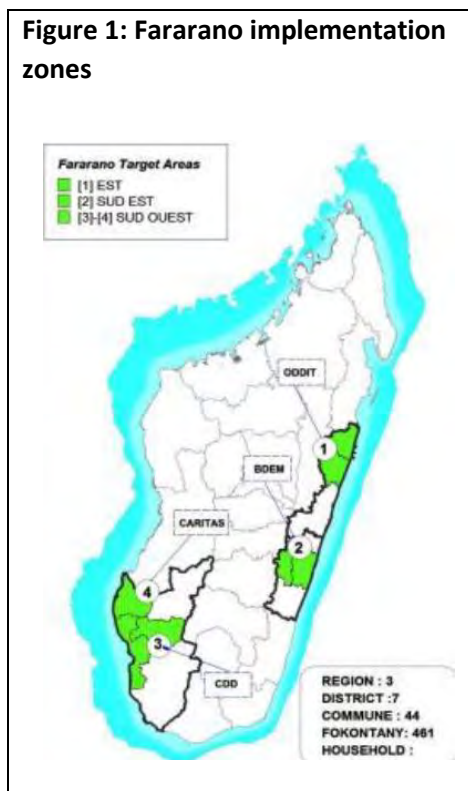 Figure 1: Fararano implementation
zones
Fararano Target Areas
[1] EST
[2] SUD EST
[3]-[4] SUD OUEST
ODDIT
1
BDEM
2
CARITAS
4
3
CDD
REGION : 3
DISTRICT :7
COMMUNE : 44
FOKONTANY: 461
HOUSEHOLD :